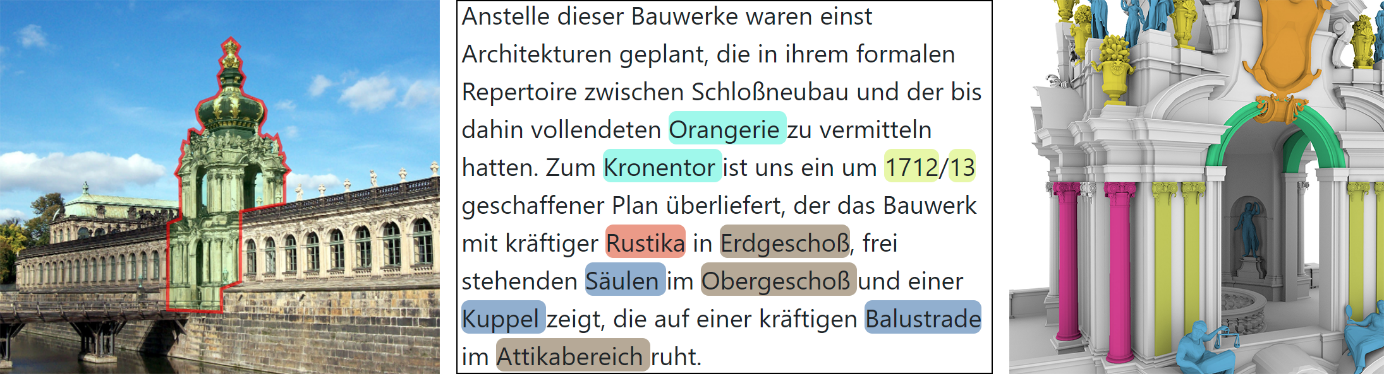 Anstelle dieser Bauwerke waren einst
Architekturen geplant, die in ihrem formalen
Repertoire zwischen Schloßneubau und der bis
dahin vollendeten Orangerie zu vermitteln
hatten. Zum Kronentor ist uns ein um 1712/13
geschaffener Plan überliefert, der das Bauwerk
mit kräftiger Rustika in Erdgeschoß, frei
stehenden Säulen im Obergeschoß und einer
Kuppel zeigt, die auf einer kräftigen Balustrade
im Attikabereich ruht.